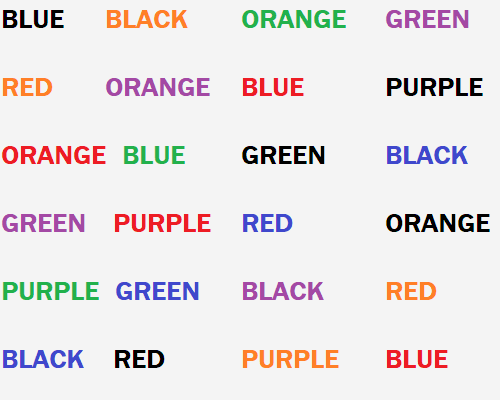 BLUE BLACK ORANGE GREEN
RED ORANGE BLUE PURPLE
ORANGE BLUE GREEN BLACK
GREEN PURPLE RED ORANGE
PURPLE GREEN BLACK RED
BLACK RED PURPLE BLUE